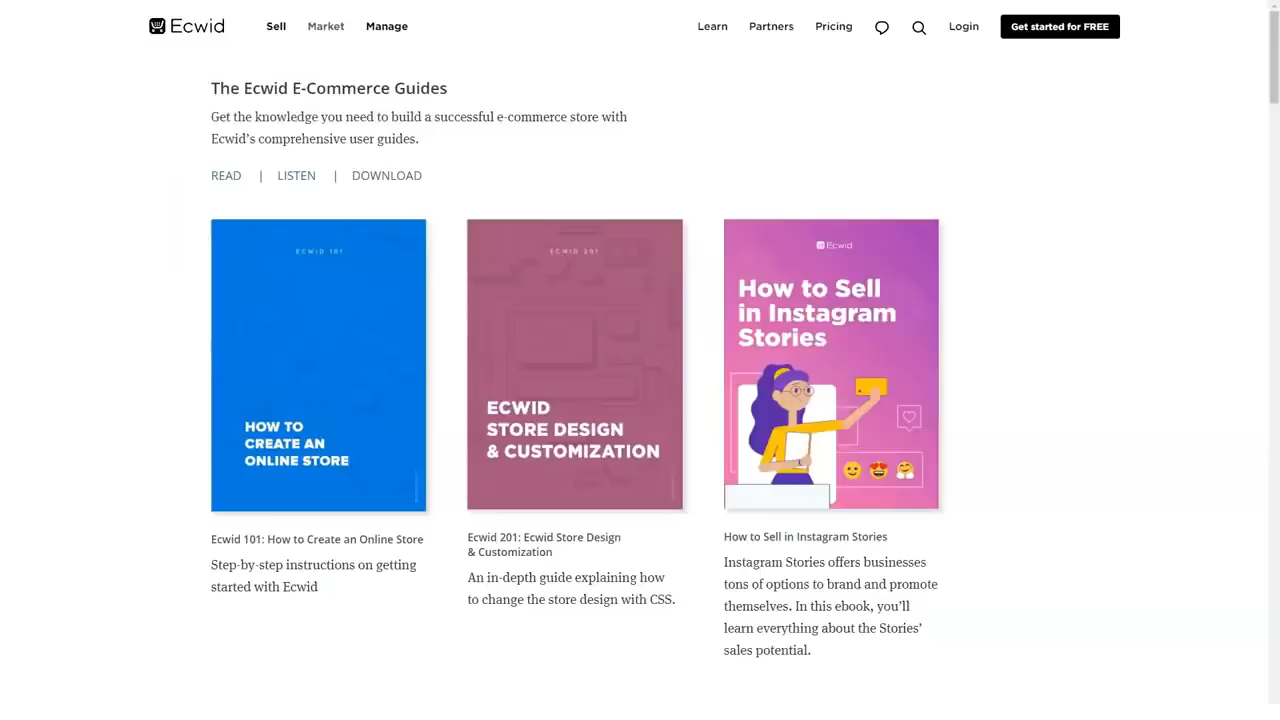 Ecwid
Sell Market Manage
Learn Partners Pricing Login Get started for FREE
The Ecwid E-Commerce Guides
Get the knowledge you need to build a successful e-commerce store with
Ecwid’s comprehensive user guides.
READ | LISTEN | DOWNLOAD
ECWID 101
HOW TO
CREATE AN
ONLINE STORE
Ecwid 101: How to Create an Online Store
Step-by-step instructions on getting
started with Ecwid
ECWID 201
ECWID
STORE DESIGN
& CUSTOMIZATION
Ecwid 201: Ecwid Store Design
& Customization
An in-depth guide explaining how
to change the store design with CSS.
Ecwid
How to Sell
in Instagram
Stories
How to Sell in Instagram Stories
Instagram Stories offers businesses
tons of options to brand and promote
themselves. In this ebook, you’ll
learn everything about the Stories’
sales potential.